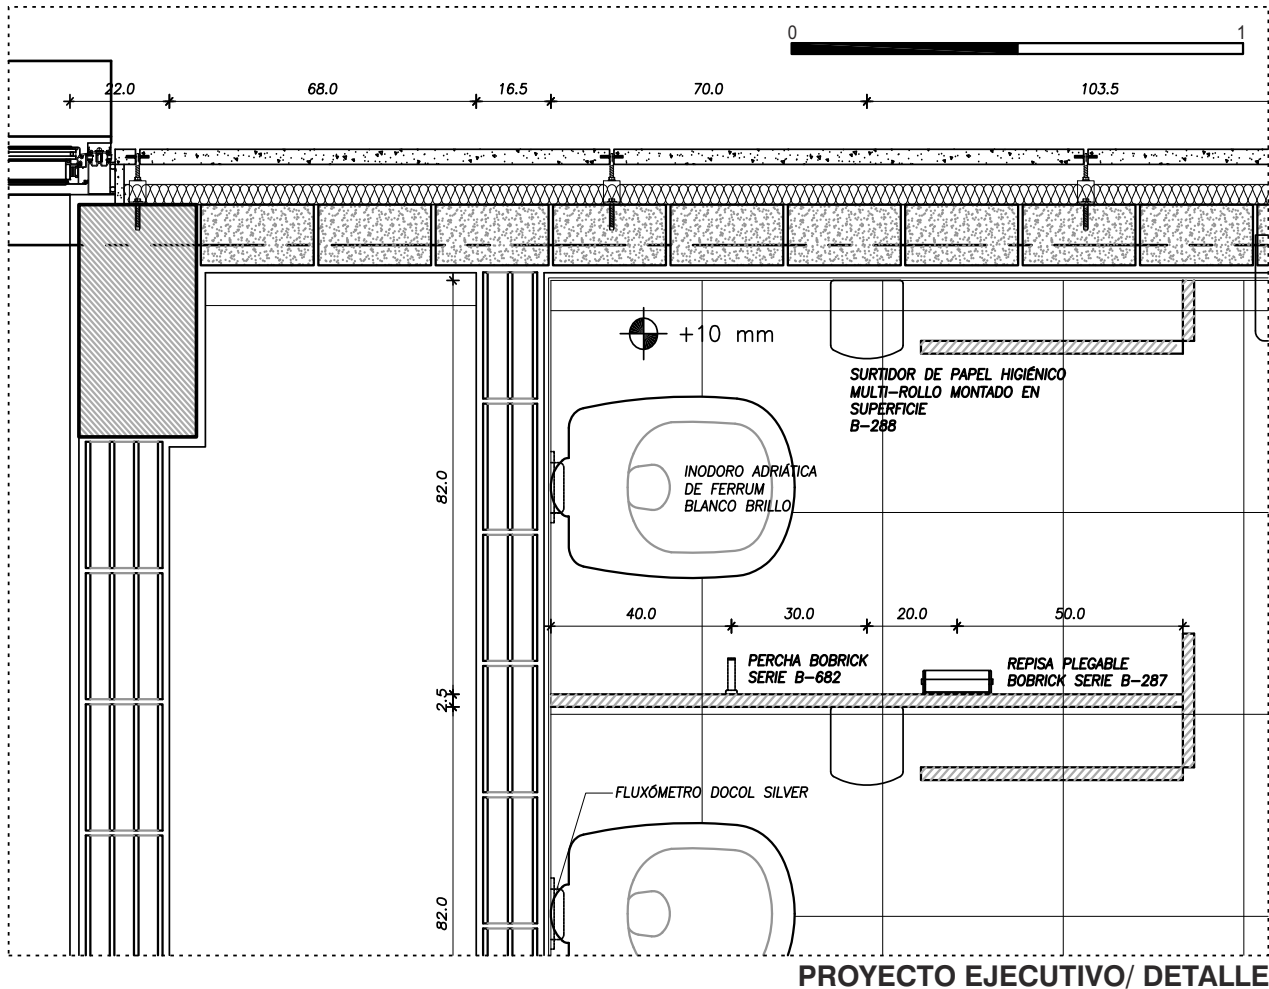 0
1
22.0
68.0
16.5
70.0
103.5
+10 mm
SURTIDOR DE PAPEL HIGIÉNICO
MULTI-ROLLO MONTADO EN
SUPERFICIE
B-288
82.0
INODORO ADRIÁTICA
DE FERRUM
BLANCO BRILLO
40.0
30.0
20.0
50.0
PERCHA BOBRICK
SERIE B-682
REPISA PLEGABLE
BOBRICK SERIE B-287
2.5
FLUXÓMETRO DOCOL SILVER
82.0
PROYECTO EJECUTIVO/ DETALLE